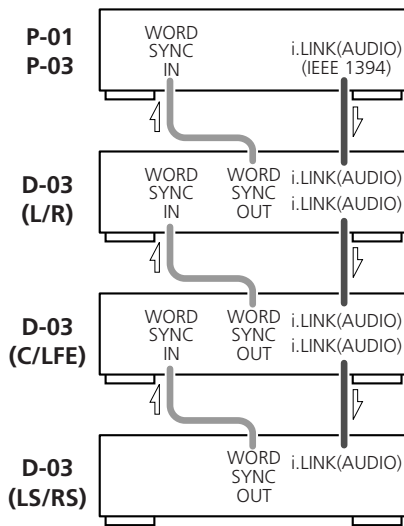 P-01
P-03
WORD
SYNC
IN
i.LINK(AUDIO)
(IEEE 1394)
D-03
(L/R)
WORD
SYNC
IN
WORD
SYNC
OUT
i.LINK(AUDIO)
i.LINK(AUDIO)
D-03
(C/LFE)
WORD
SYNC
IN
WORD
SYNC
OUT
i.LINK(AUDIO)
i.LINK(AUDIO)
D-03
(LS/RS)
WORD
SYNC
OUT
i.LINK(AUDIO)